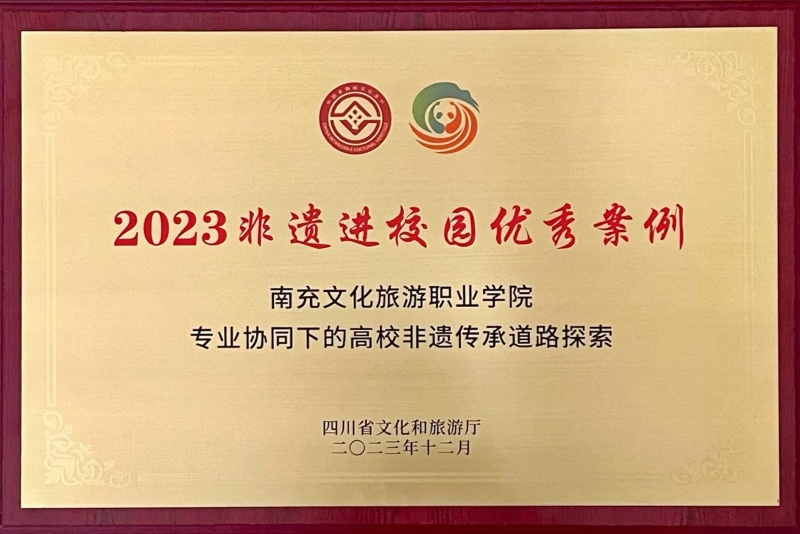 2023非遗进校园优秀案例
南充文化旅游职业学院
专业协同下的高校非遗传承道路探索
四川省文化和旅游厅
二〇二三年十二月